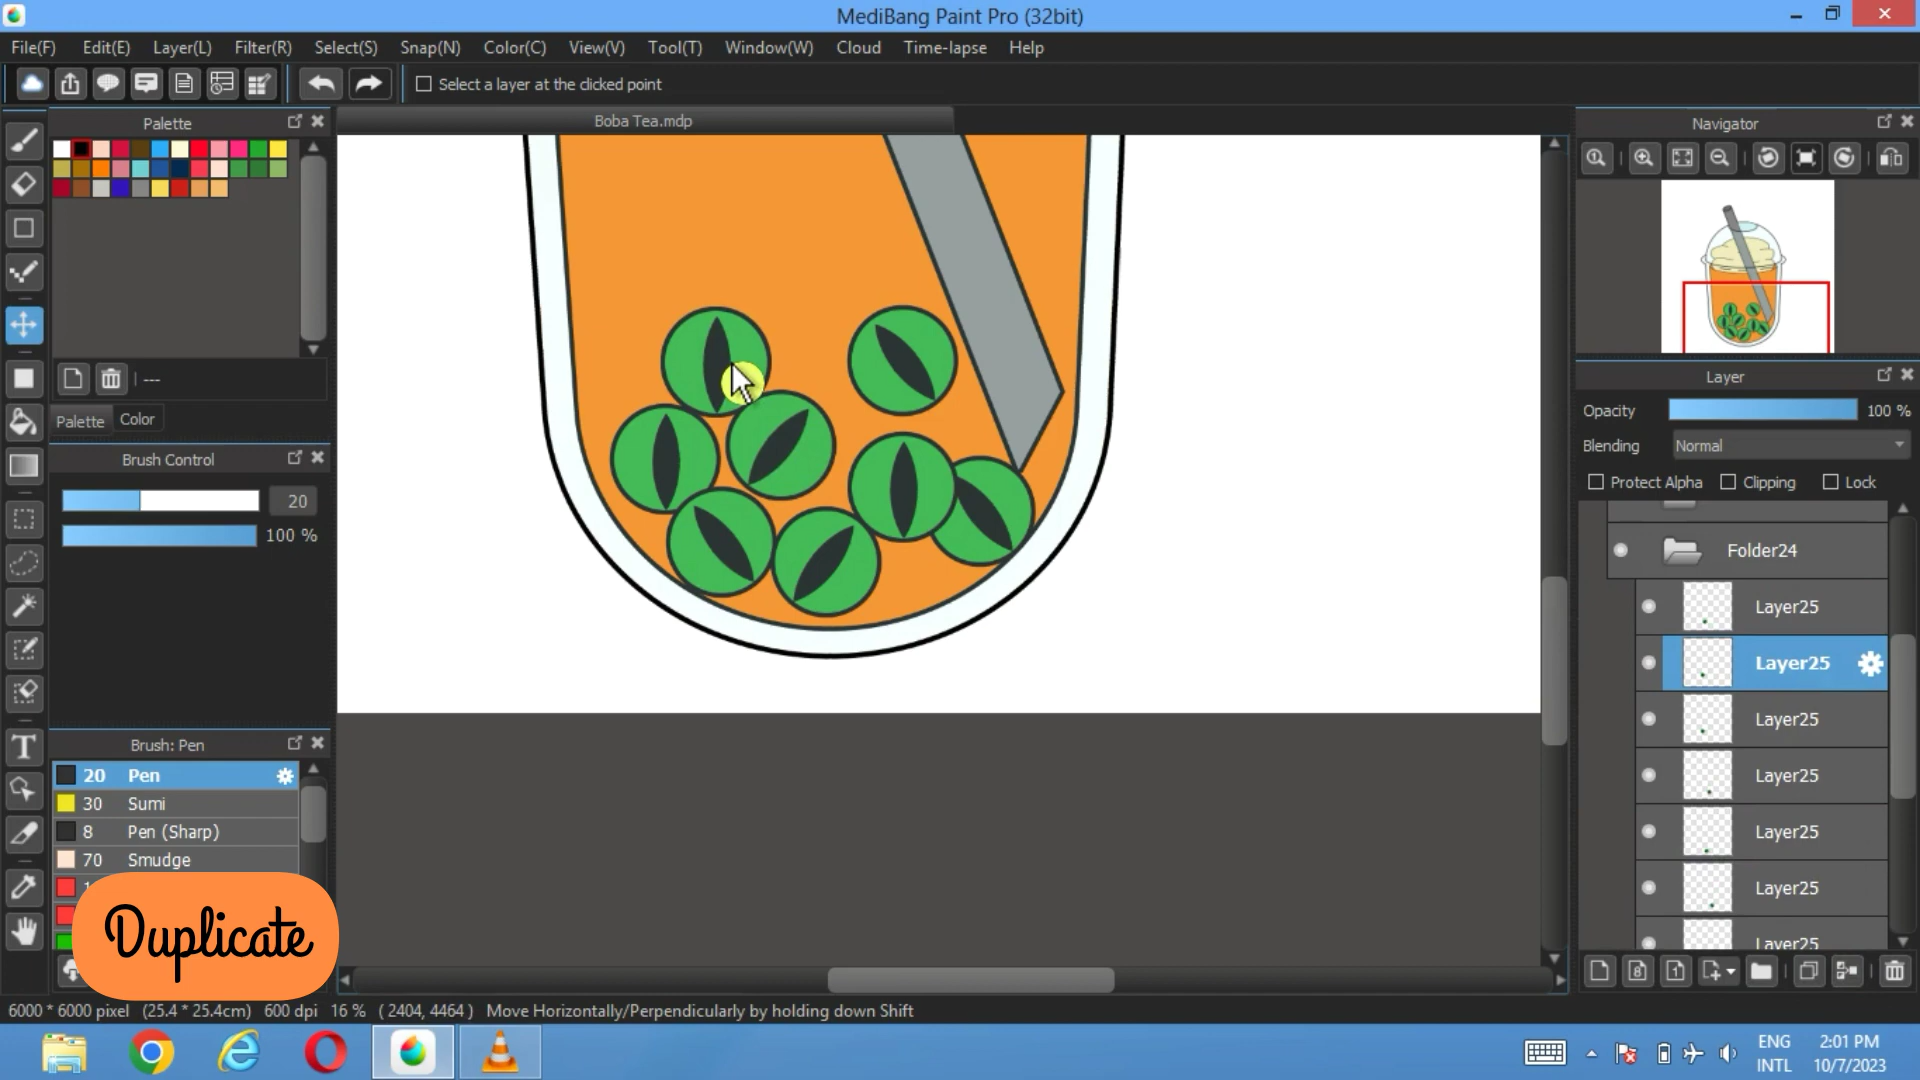 MediBang Paint Pro (32bit)
File(F) Edit(E) Layer(L) Filter(R) Select(S) Snap(N) Color(C) View(V) Tool(T) Window(W) Cloud Time-lapse Help
Select a layer at the clicked point
Palette
Boba Tea.mdp
Navigator
---
Palette Color
Layer
Opacity 100 %
Blending Normal
Protect Alpha Clipping Lock
Brush Control
20
100 %
Folder24
Layer25
Layer25
Layer25
Layer25
Layer25
Layer25
Layer25
Brush: Pen
20 Pen
30 Sumi
8 Pen (Sharp)
70 Smudge
Duplicate
6000 * 6000 pixel (25.4 * 25.4cm) 600 dpi 16 % ( 2404, 4464 ) Move Horizontally/Perpendicularly by holding down Shift
ENG
INTL
2:01 PM
10/7/2023